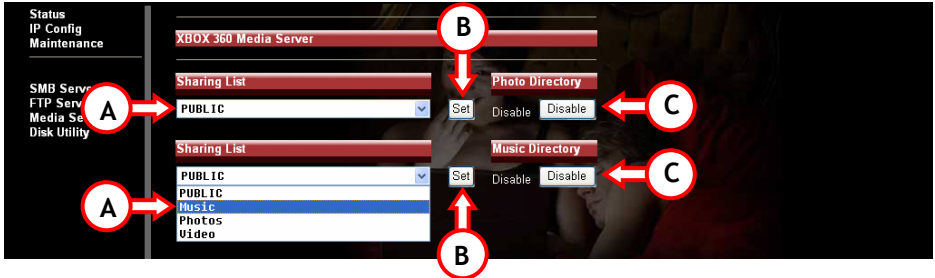 Status
IP Config
Maintenance
B
XBOX 360 Media Server
SMB Serve
FTP Serv
Media Se
Disk Utility
Sharing List
Photo Directory
A
PUBLIC
Set
Disable
Disable
C
Sharing List
Music Directory
PUBLIC
Set
Disable
Disable
C
PUBLIC
A
Music
Photos
Video
B